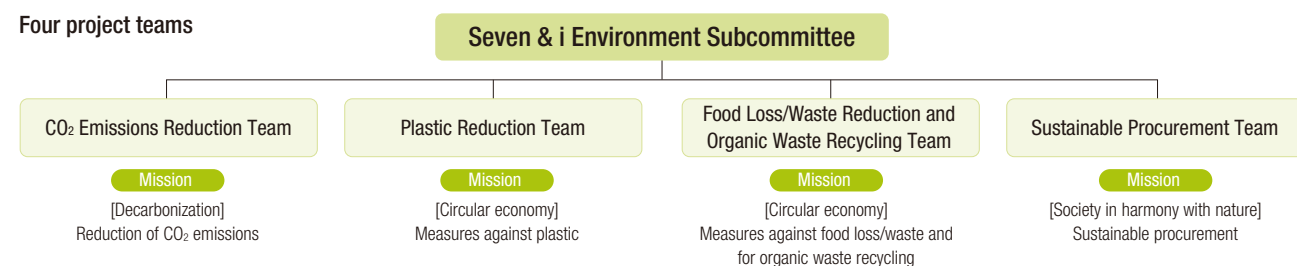 Four project teams
Seven & i Environment Subcommittee
CO₂ Emissions Reduction Team
Mission
[Decarbonization]
Reduction of CO₂ emissions
Plastic Reduction Team
Mission
[Circular economy]
Measures against plastic
Food Loss/Waste Reduction and
Organic Waste Recycling Team
Mission
[Circular economy]
Measures against food loss/waste and
for organic waste recycling
Sustainable Procurement Team
Mission
[Society in harmony with nature]
Sustainable procurement